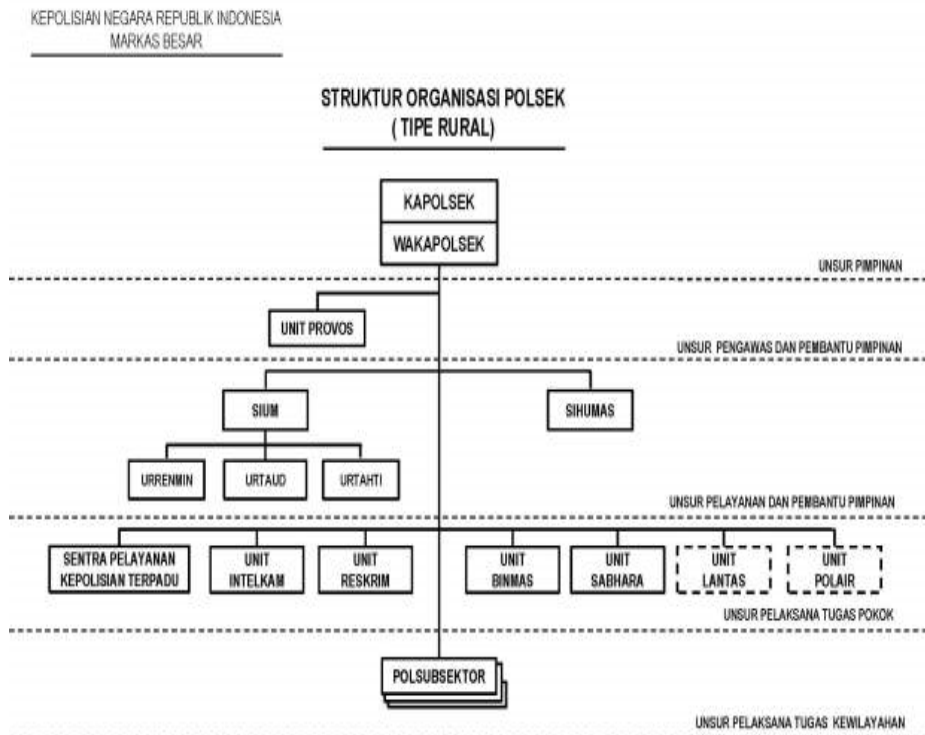 KEPOLISIAN NEGARA REPUBLIK INDONESIA
MARKAS BESAR
STRUKTUR ORGANISASI POLSEK
( TIPE RURAL)
KAPOLSEK
WAKAPOLSEK
UNSUR PIMPINAN
UNIT PROVOS
UNSUR PENGAWAS DAN PEMBANTU PIMPINAN
SIUM
SIHUMAS
URRENMIN
URTAUD
URTAHTI
UNSUR PELAYANAN DAN PEMBANTU PIMPINAN
SENTRA PELAYANAN
KEPOLISIAN TERPADU
UNIT
INTELKAM
UNIT
RESKRIM
UNIT
BINMAS
UNIT
SABHARA
UNIT
LANTAS
UNIT
POLAIR
UNSUR PELAKSANA TUGAS POKOK
POLSUBSEKTOR
UNSUR PELAKSANA TUGAS KEWILAYAHAN